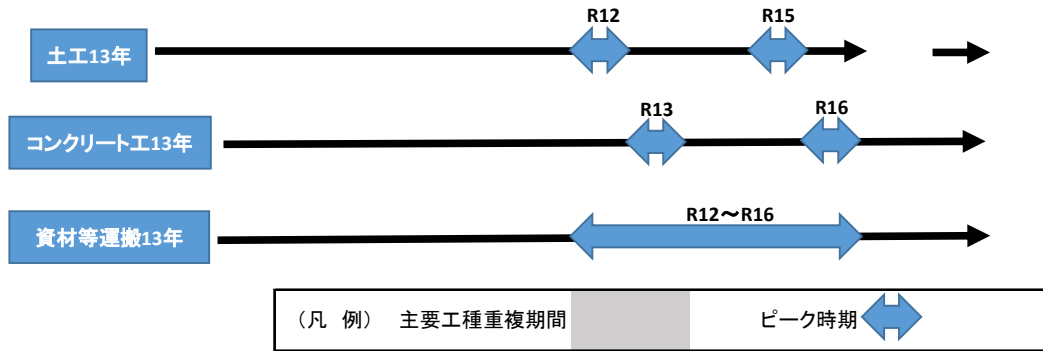 R12 R15
土工13年
R13 R16
コンクリート工13年
R12～R16
資材等運搬13年
（凡 例） 主要工種重複期間 ピーク時期